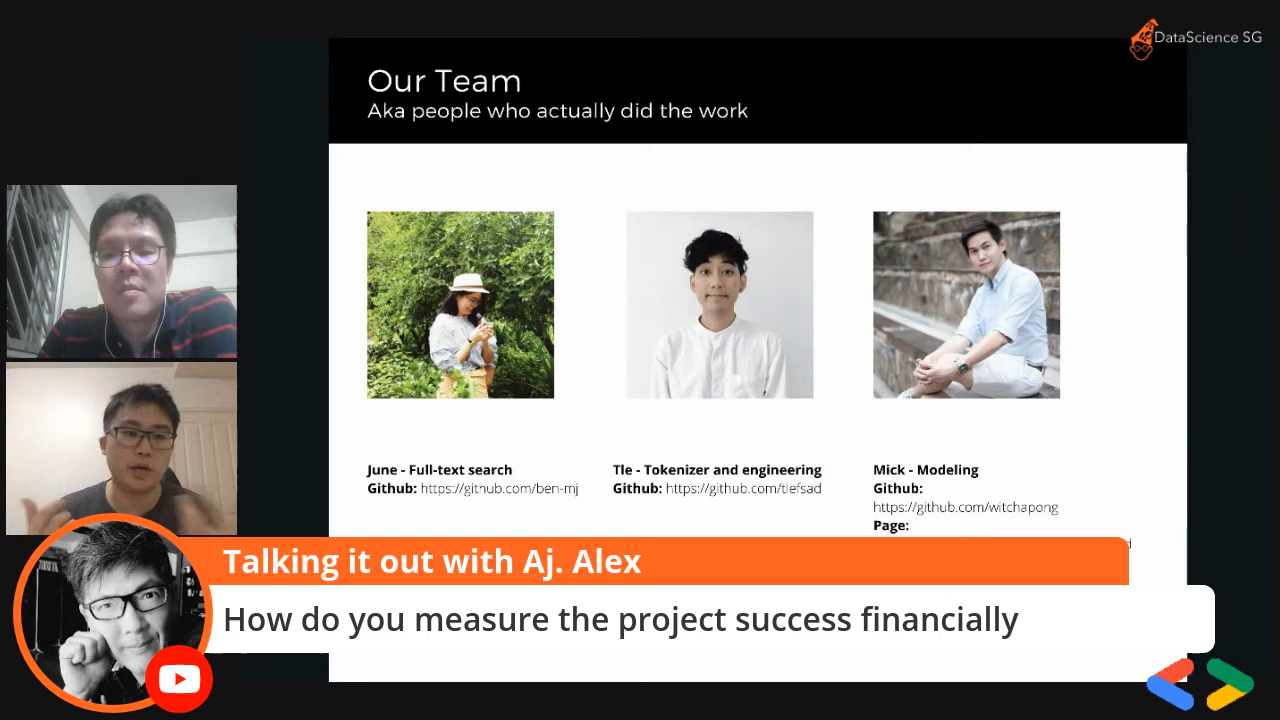 DataScience SG
Our Team
Aka people who actually did the work
June - Full-text search
Github: https://github.com/ben-mj
Tle - Tokenizer and engineering
Github: https://github.com/tlefsad
Mick - Modeling
Github:
https://github.com/witchapong
Page:
Talking it out with Aj. Alex
How do you measure the project success financially